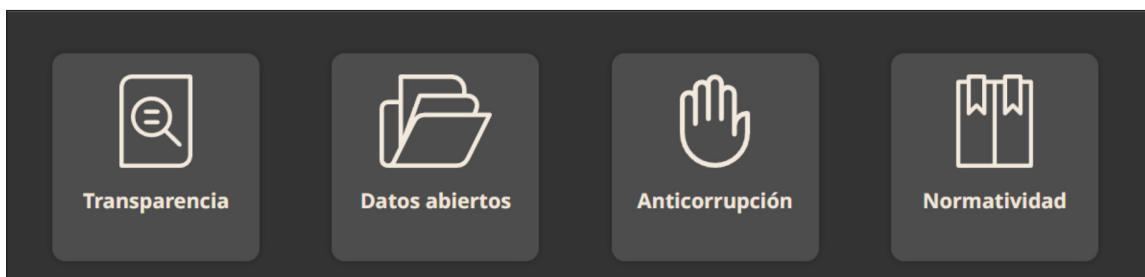 Transparencia
Datos abiertos
Anticorrupción
Normatividad